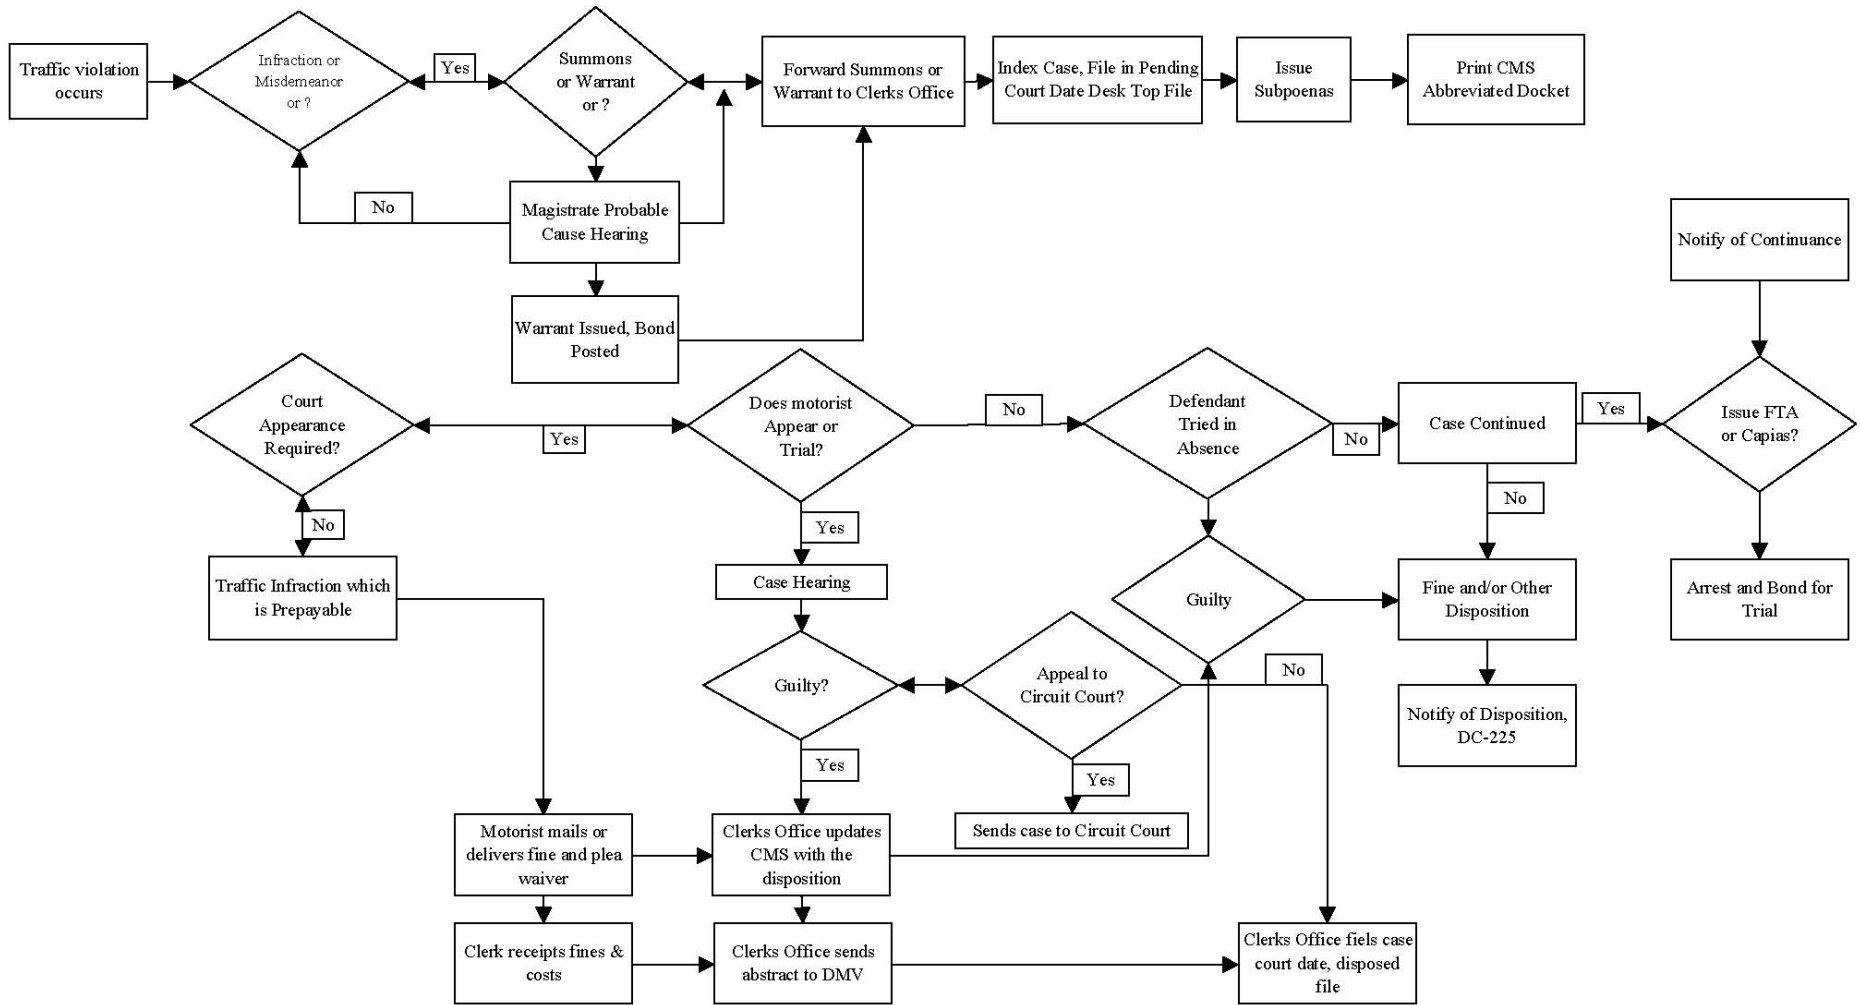 Traffic violation
occurs
Infraction or
Misdemeanor
or ?
Yes
Summons
or Warrant
or ?
Forward Summons or
Warrant to Clerks Office
Index Case, File in Pending
Court Date Desk Top File
Issue
Subpoenas
Print CMS
Abbreviated Docket
No
Magistrate Probable
Cause Hearing
Warrant Issued, Bond
Posted
Notify of Continuance
Court
Appearance
Required?
Yes
Does motorist
Appear or
Trial?
No
Defendant
Tried in
Absence
No
Case Continued
Yes
Issue FTA
or Capias?
No
Yes
No
Traffic Infraction which
is Prepayable
Case Hearing
Guilty
Fine and/or Other
Disposition
Arrest and Bond for
Trial
Guilty?
Appeal to
Circuit Court?
No
Notify of Disposition,
DC-225
Yes
Yes
Sends case to Circuit Court
Motorist mails or
delivers fine and plea
waiver
Clerks Office updates
CMS with the
disposition
Clerk receipts fines &
costs
Clerks Office sends
abstract to DMV
Clerks Office fiels case
court date, disposed
file